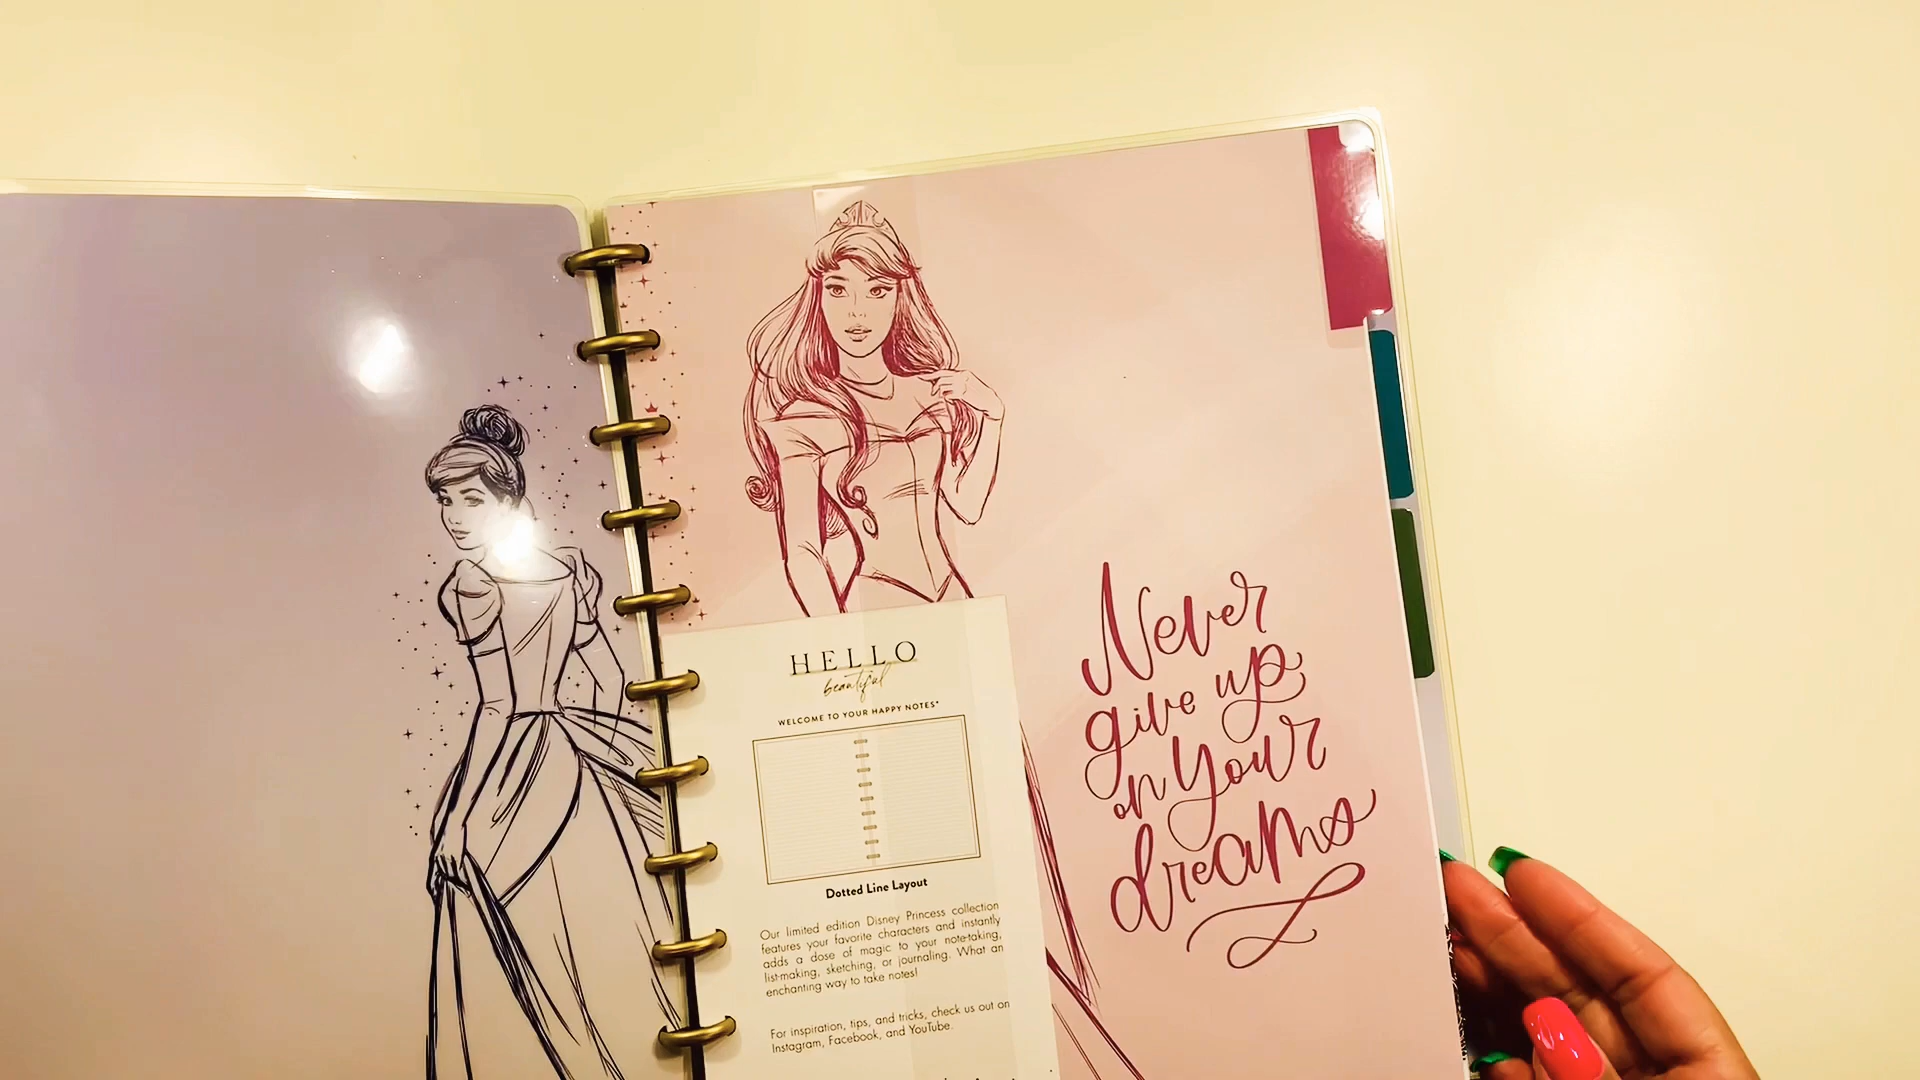 HELLO
beautiful
WELCOME TO YOUR HAPPY NOTES*
Dotted Line Layout
Our limited edition Disney Princess collection
features your favorite characters and instantly
adds a dose of magic to your note-taking,
list-making, sketching, or journaling. What an
enchanting way to take notes!
For inspiration, tips, and tricks, check us out on
Instagram, Facebook, and YouTube.
Never
give up
on your
dreams